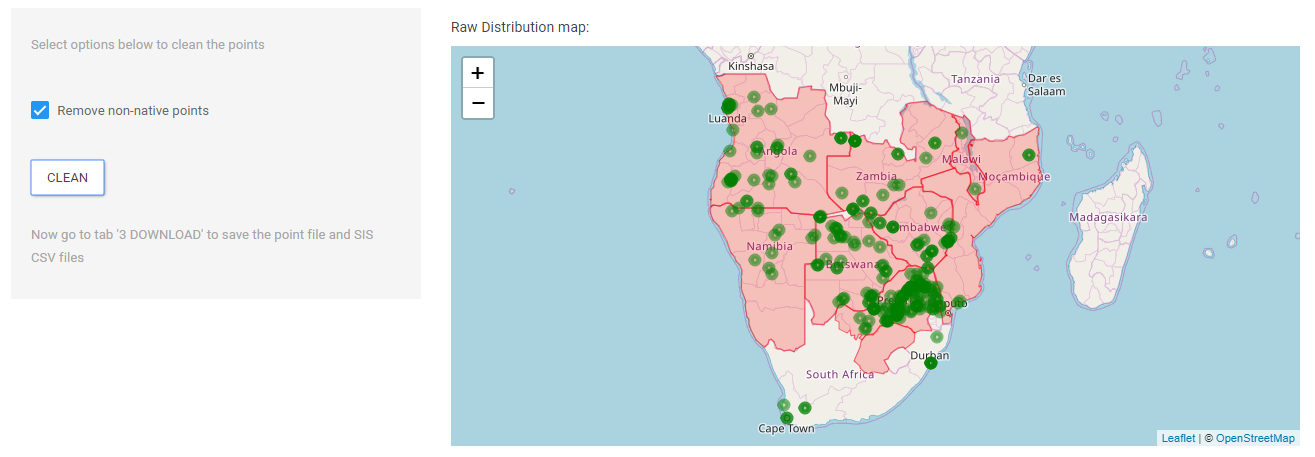 Select options below to clean the points
Remove non-native points
CLEAN
Now go to tab '3 DOWNLOAD' to save the point file and SIS
CSV files
Raw Distribution map:
+
−
Kinshasa
Mbuji-
Mayi
Tanzania
Dar es
Salaam
Luanda
Angola
Zambia
Malawi
Moçambique
Madagasikara
mbabwe
Namibia
Botswana
puto
Durban
South Africa
Cape Town
Leaflet | © OpenStreetMap